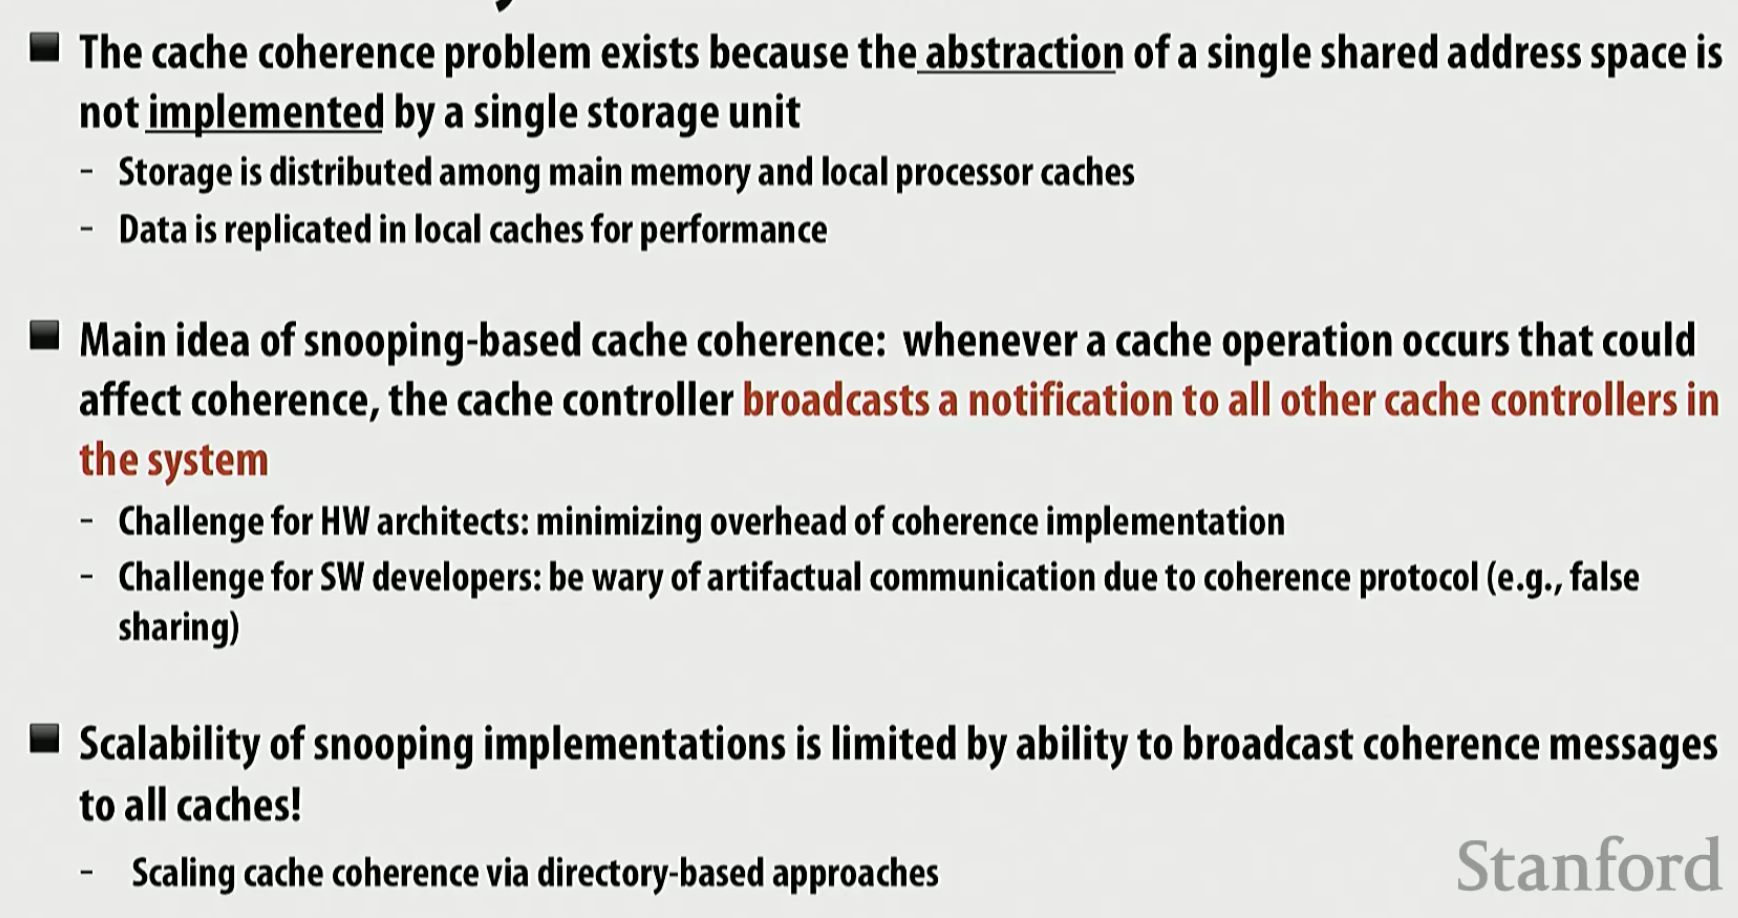 ■ The cache coherence problem exists because the abstraction of a single shared address space is
not implemented by a single storage unit
- Storage is distributed among main memory and local processor caches
- Data is replicated in local caches for performance
■ Main idea of snooping-based cache coherence: whenever a cache operation occurs that could
affect coherence, the cache controller broadcasts a notification to all other cache controllers in
the system
- Challenge for HW architects: minimizing overhead of coherence implementation
- Challenge for SW developers: be wary of artifactual communication due to coherence protocol (e.g., false
sharing)
■ Scalability of snooping implementations is limited by ability to broadcast coherence messages
to all caches!
- Scaling cache coherence via directory-based approaches
Stanford